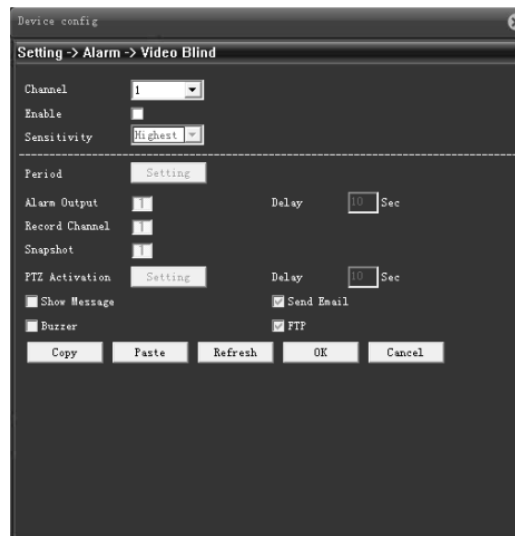 Device config
Setting -> Alarm -> Video Blind
Channel 1
Enable
Sensitivity Highest
Period Setting
Alarm Output 1 Delay 10 Sec
Record Channel 1
Snapshot 1
PTZ Activation Setting Delay 10 Sec
Show Message Send Email
Buzzer FTP
Copy Paste Refresh OK Cancel